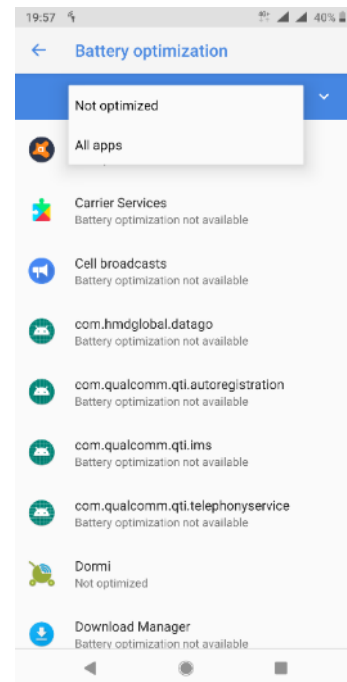 19:57
40%
Battery optimization
Not optimized
All apps
Carrier Services
Battery optimization not available
Cell broadcasts
Battery optimization not available
com.hmdglobal.datago
Battery optimization not available
com.qualcomm.qti.autoregistration
Battery optimization not available
com.qualcomm.qti.ims
Battery optimization not available
com.qualcomm.qti.telephonyservice
Battery optimization not available
Dormi
Not optimized
Download Manager
Battery optimization not available